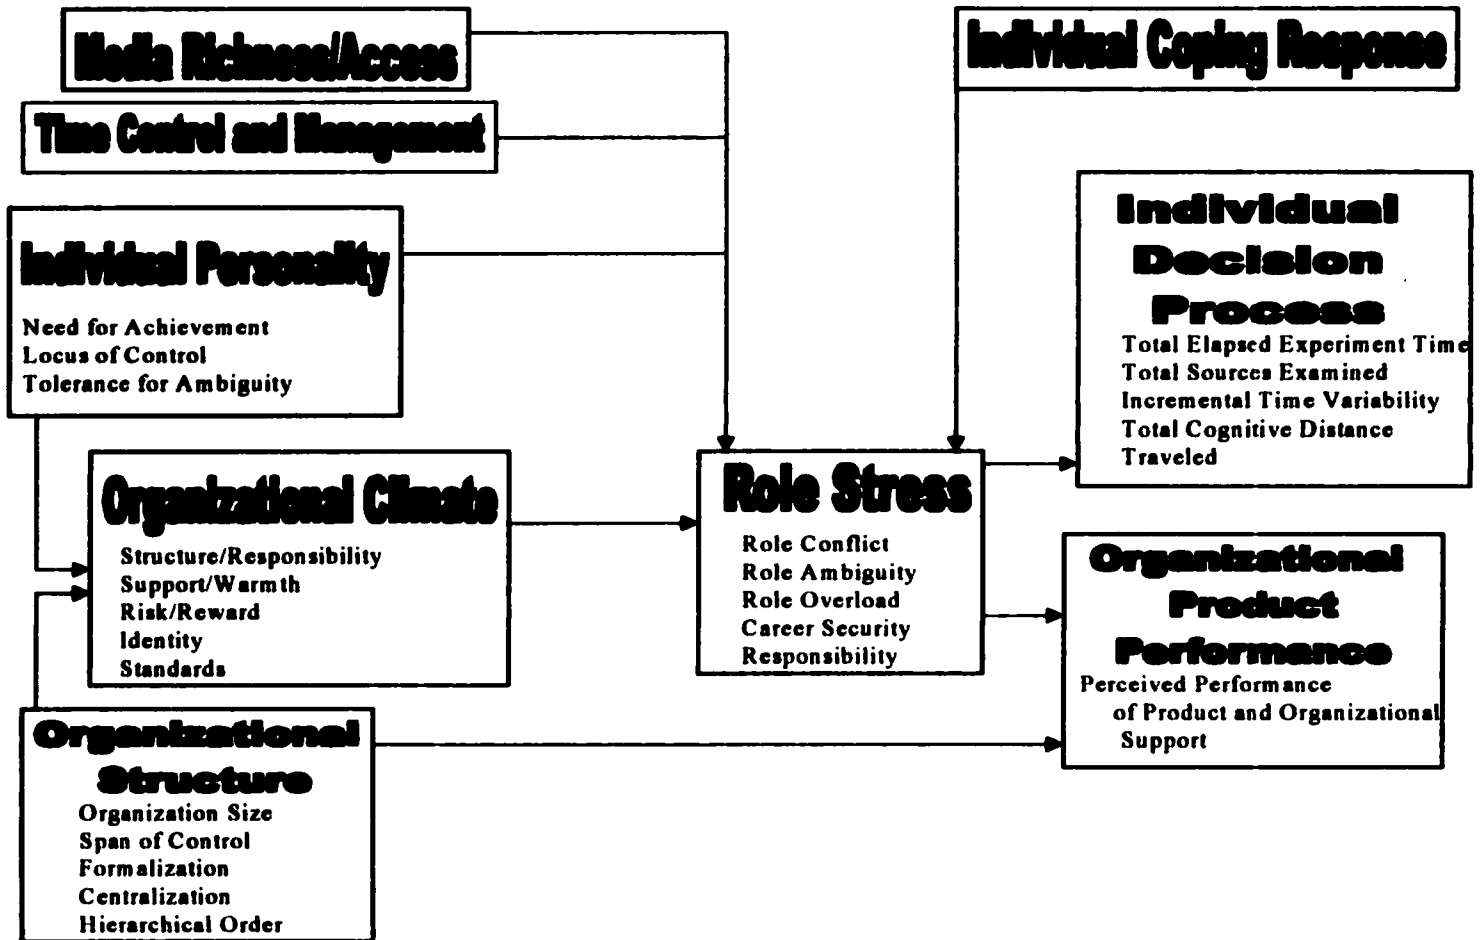 Media Richness/Access
Individual Coping Response
Time Control and Management
Individual Personality
Need for Achievement
Locus of Control
Tolerance for Ambiguity
Individual
Decision
Process
Total Elapsed Experiment Time
Total Sources Examined
Incremental Time Variability
Total Cognitive Distance
Traveled
Organizational Climate
Structure/Responsibility
Support/Warmth
Risk/Reward
Identity
Standards
Role Stress
Role Conflict
Role Ambiguity
Role Overload
Career Security
Responsibility
Organizational
Product
Performance
Perceived Performance
of Product and Organizational
Support
Organizational
Structure
Organization Size
Span of Control
Formalization
Centralization
Hierarchical Order